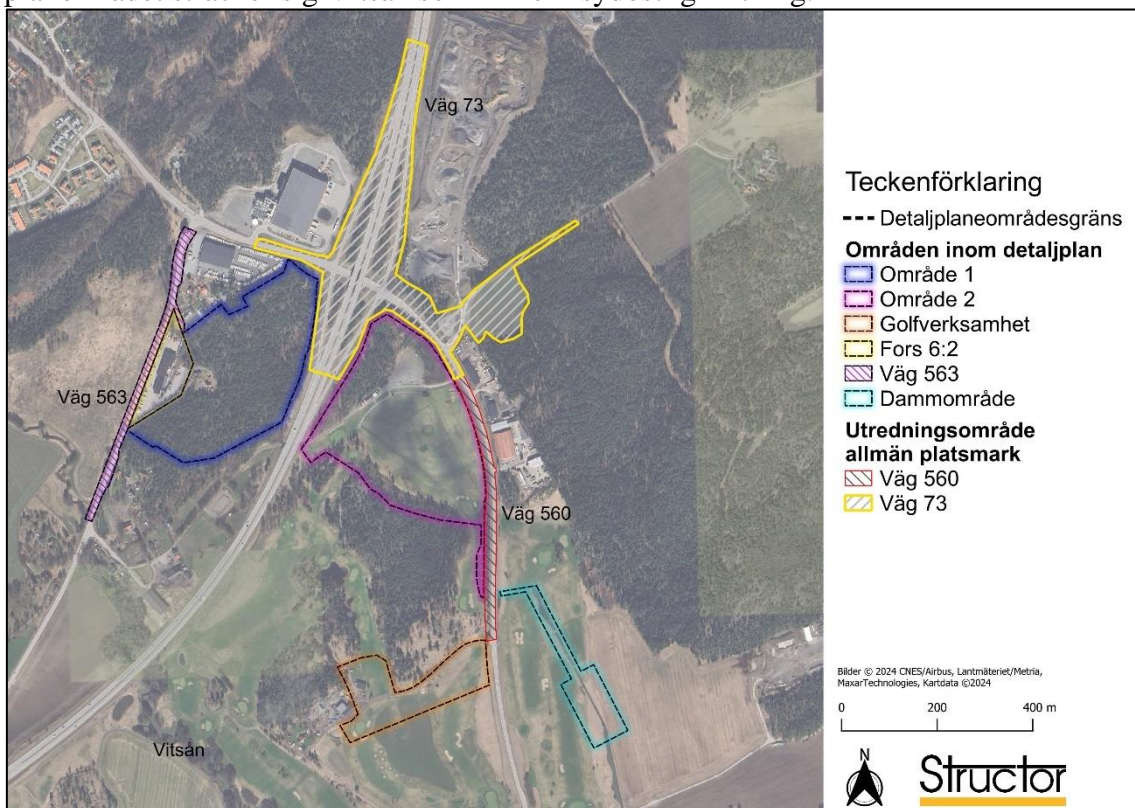 Väg 73
Väg 563
Väg 560
Vitsån
Teckenförklaring
Detaljplaneområdesgräns
Områden inom detaljplan
Område 1
Område 2
Golfverksamhet
Fors 6:2
Väg 563
Dammområde
Utredningsområde
allmän platsmark
Väg 560
Väg 73
Bilder © 2024 CNES/Airbus, Lantmäteriet/Metria,
MaxarTechnologies, Kartdata ©2024
0 200 400 m
N
Structor